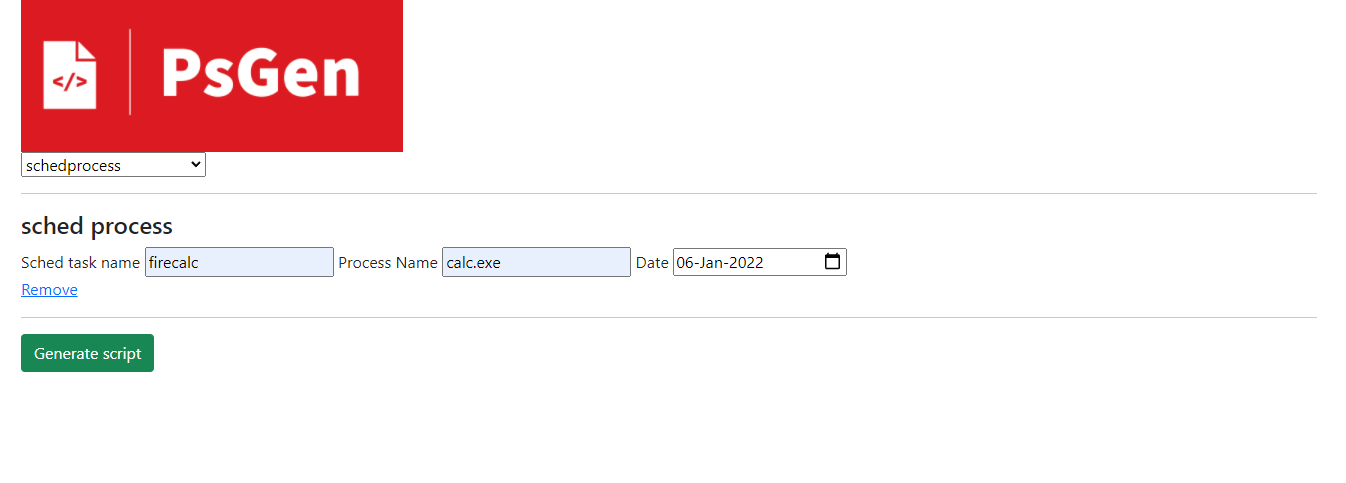 </> PsGen
schedprocess
sched process
Sched task name firecalc Process Name calc.exe Date 06-Jan-2022
Remove
Generate script